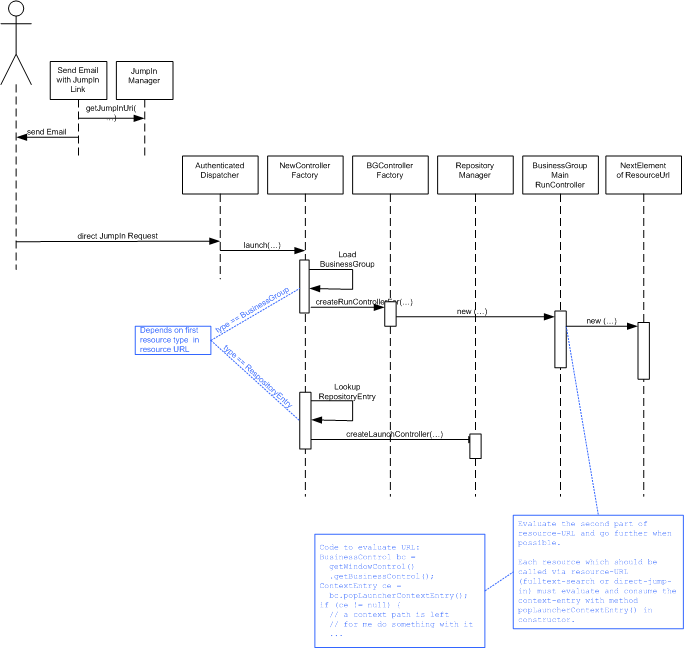 Send Email
with JumpIn
Link
JumpIn
Manager
getJumpInUri(
...)
send Email
Authenticated
Dispatcher
NewController
Factory
BGController
Factory
Repository
Manager
BusinessGroup
Main
RunController
NextElement
of ResourceUrl
direct JumpIn Request
launch(...)
Load
BusinessGroup
createRunControllerFor(...)
new (...)
new (...)
type == BusinessGroup
Depends on first
resource type in
resource URL
type == RespositoryEntry
Lookup
RepositoryEntry
createLaunchController(...)
Code to evaluate URL:
BusinessControl bc =
getWindowControl()
.getBusinessControl();
ContextEntry ce =
bc.popLauncherContextEntry();
if (ce != null) {
// a context path is left
// for me do something with it
...
Evaluate the second part of
resource-URL and go further when
possible.
Each resource which should be
called via resource-URL
(fulltext-search or direct-jump-
in) must evaluate and consume the
context-entry with method
popLauncherContextEntry() in
constructor.